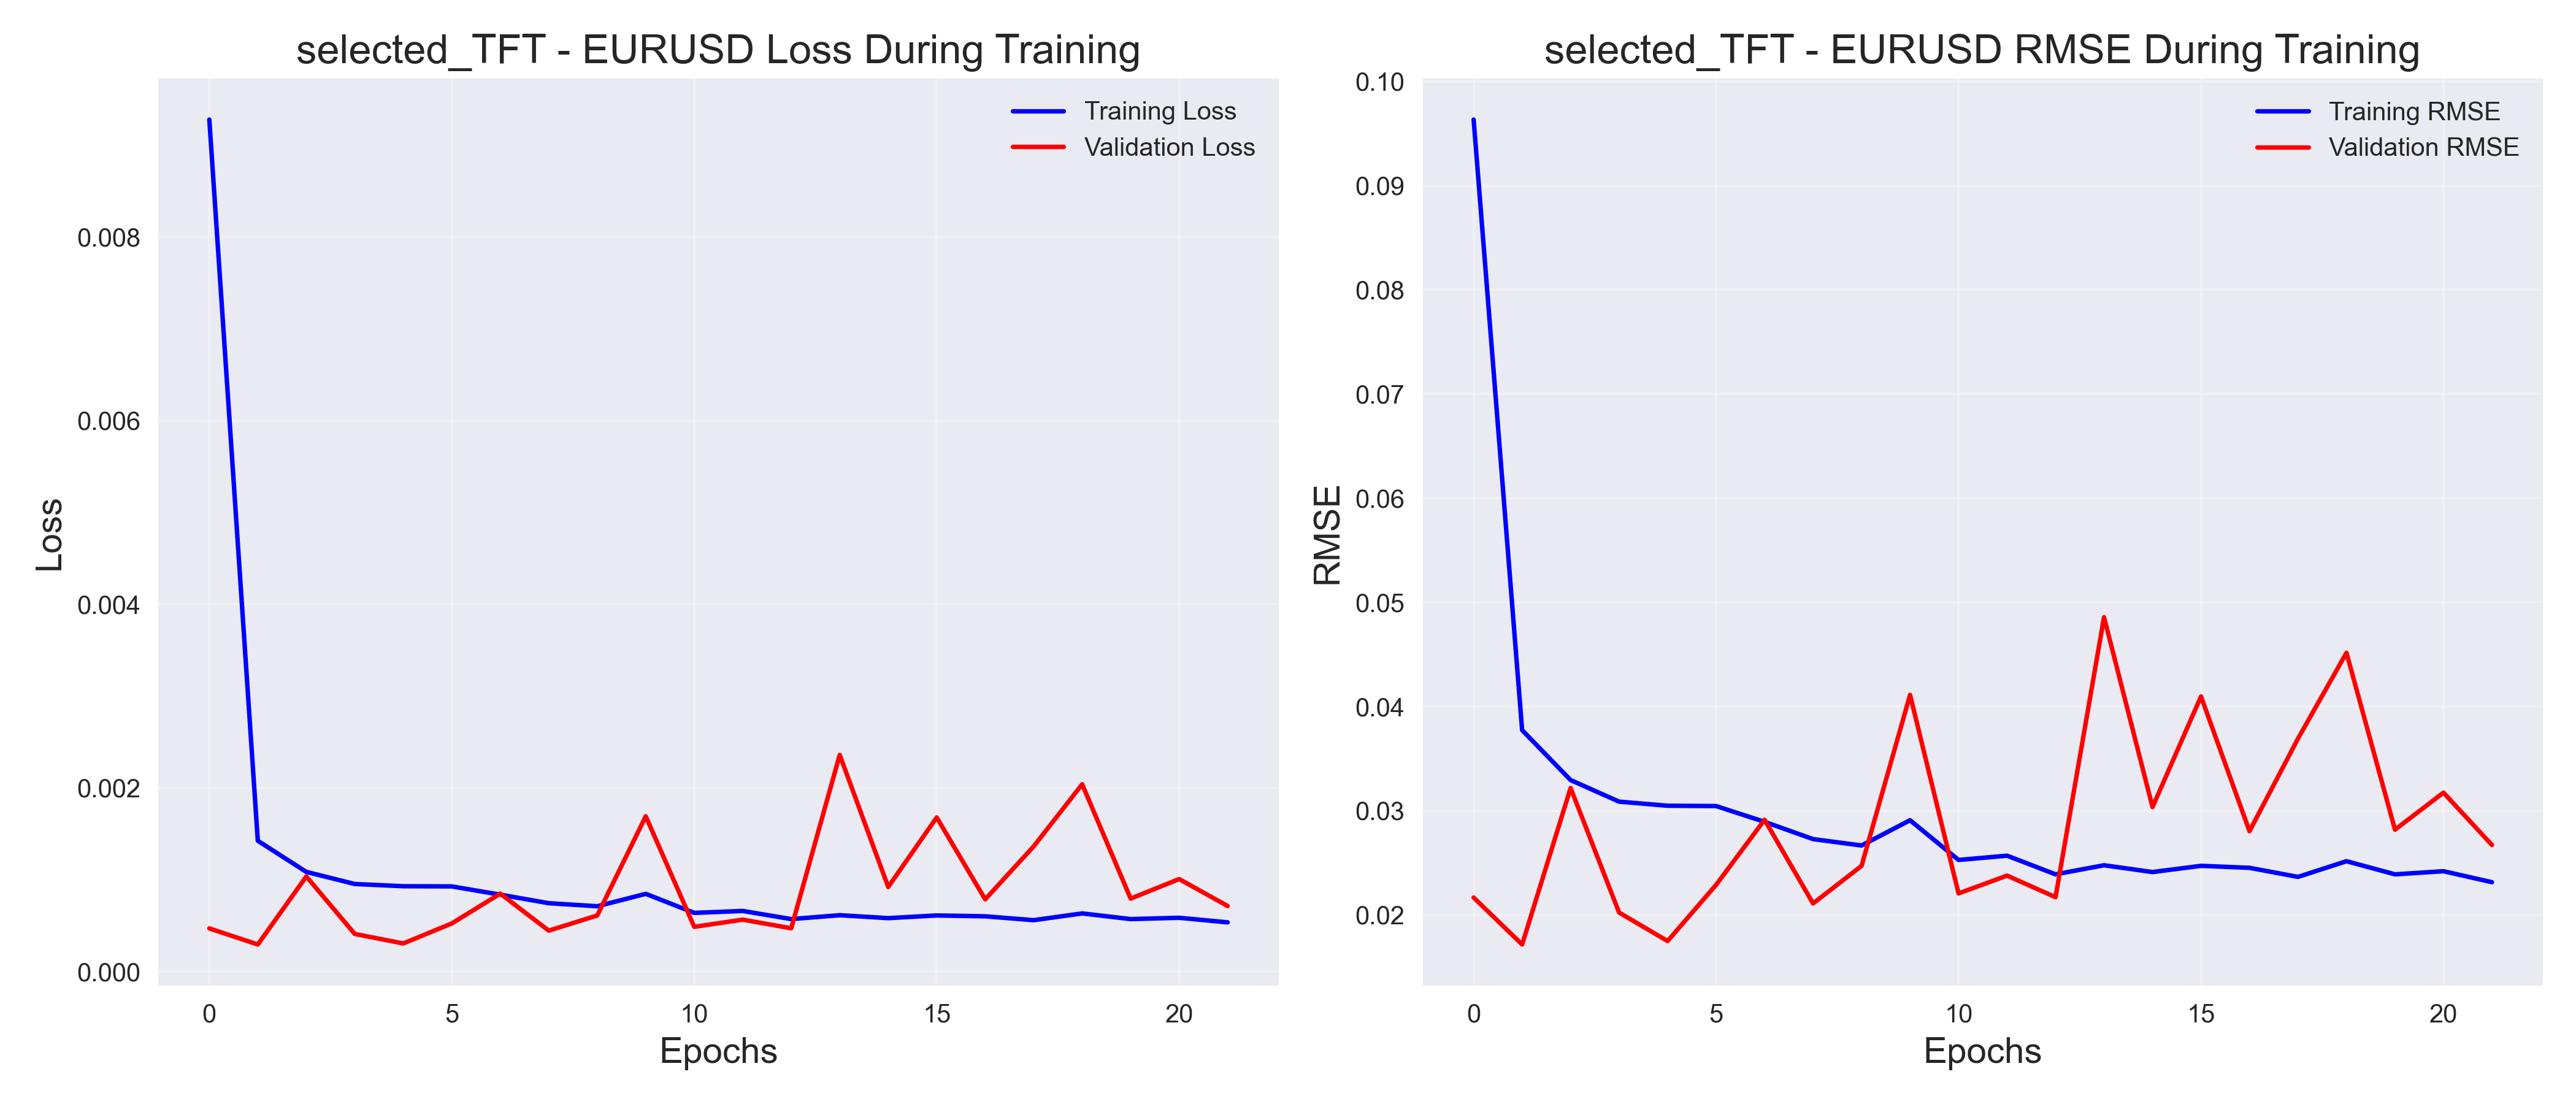 selected_TFT - EURUSD Loss During Training
Training Loss
Validation Loss
0.008
0.006
0.004
0.002
0.000
Loss
0 5 10 15 20
Epochs
selected_TFT - EURUSD RMSE During Training
Training RMSE
Validation RMSE
0.10
0.09
0.08
0.07
0.06
0.05
0.04
0.03
0.02
RMSE
0 5 10 15 20
Epochs